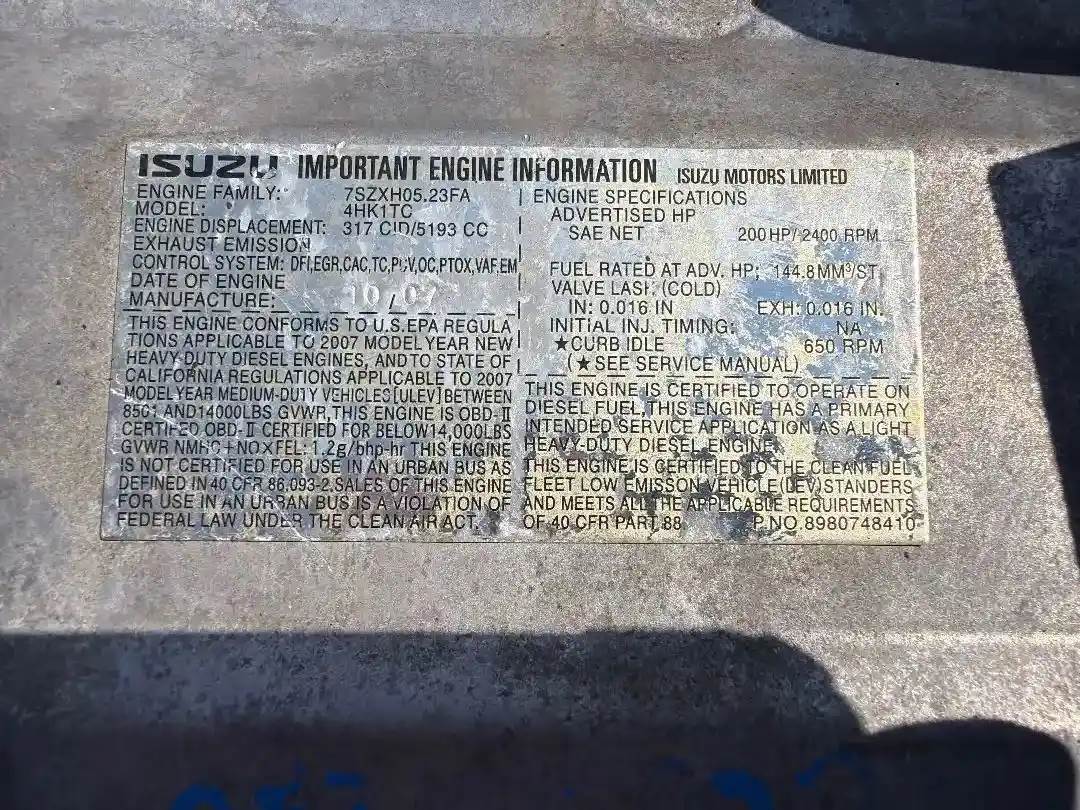 ISUZU IMPORTANT ENGINE INFORMATION ISUZU MOTORS LIMITED
ENGINE FAMILY: 7SZXH05.23FA
MODEL: 4HK1TC
ENGINE DISPLACEMENT: 317 CID/5193 CC
EXHAUST EMISSION
CONTROL SYSTEM: DFI,EGR,CAC,TC,PCV,OC,PTOX,VAF,EM
DATE OF ENGINE
MANUFACTURE: 10/07
THIS ENGINE CONFORMS TO U.S.EPA REGULA
TIONS APPLICABLE TO 2007 MODEL YEAR NEW
HEAVY-DUTY DIESEL ENGINES, AND TO STATE OF
CALIFORNIA REGULATIONS APPLICABLE TO 2007
MODEL YEAR MEDIUM-DUTY VEHICLES[ULEV]BETWEEN
8501 AND14000LBS GVWR,THIS ENGINE IS OBD-II
CERTIFIED OBD-II CERTIFIED FOR BELOW14,000LBS
GVWR NMHC+NOX FEL: 1.2g/bhp-hr THIS ENGINE
IS NOT CERTIFIED FOR USE IN AN URBAN BUS AS
DEFINED IN 40 CFR 86,093-2,SALES OF THIS ENGINE
FOR USE IN AN URBAN BUS IS A VIOLATION OF
FEDERAL LAW UNDER THE CLEAN AIR ACT.
ENGINE SPECIFICATIONS
ADVERTISED HP
SAE NET 200HP/2400 RPM
FUEL RATED AT ADV. HP; 144.8MM³/ST
VALVE LASH (COLD)
IN: 0.016 IN EXH: 0.016 IN.
INITIAL INJ. TIMING: NA
★CURB IDLE 650 RPM
(★SEE SERVICE MANUAL)
THIS ENGINE IS CERTIFIED TO OPERATE ON
DIESEL FUEL,THIS ENGINE HAS A PRIMARY
INTENDED SERVICE APPLICATION AS A LIGHT
HEAVY-DUTY DIESEL ENGINE
THIS ENGINE IS CERTIFIED TO THE CLEAN FUEL
FLEET LOW EMISSON VEHICLE(LEV)STANDERS
AND MEETS ALL THE APPLICABLE REQUIREMENTS
OF 40 CFR PART 88 P.NO.8980748410